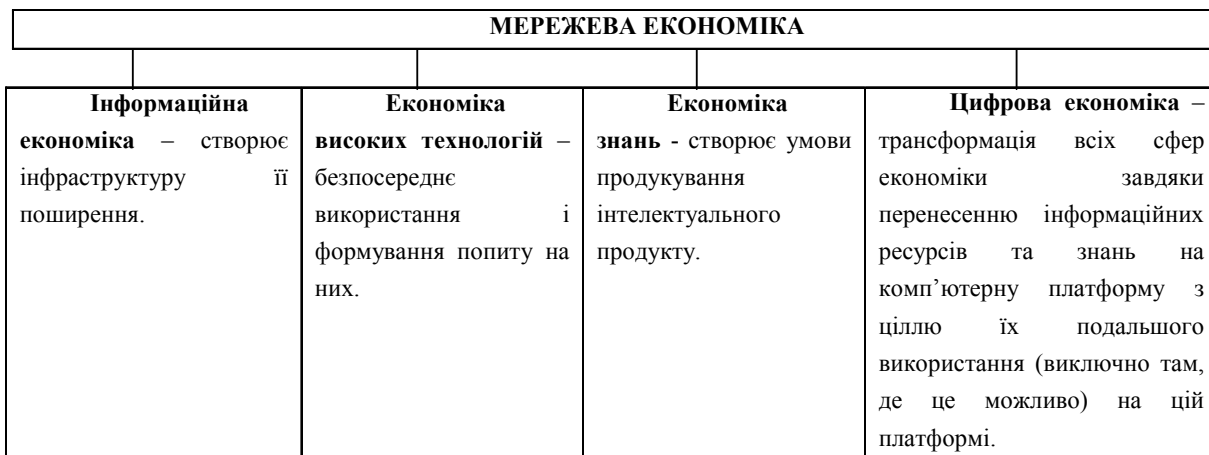 МЕРЕЖЕВА ЕКОНОМІКА
Інформаційна
економіка – створює
інфраструктуру її
поширення.
Економіка
високих технологій –
безпосереднє
використання і
формування попиту на
них.
Економіка
знань - створює умови
продукування
інтелектуального
продукту.
Цифрова економіка –
трансформація всіх сфер
економіки завдяки
перенесенню інформаційних
ресурсів та знань на
комп’ютерну платформу з
ціллю їх подальшого
використання (виключно там,
де це можливо) на цій
платформі.